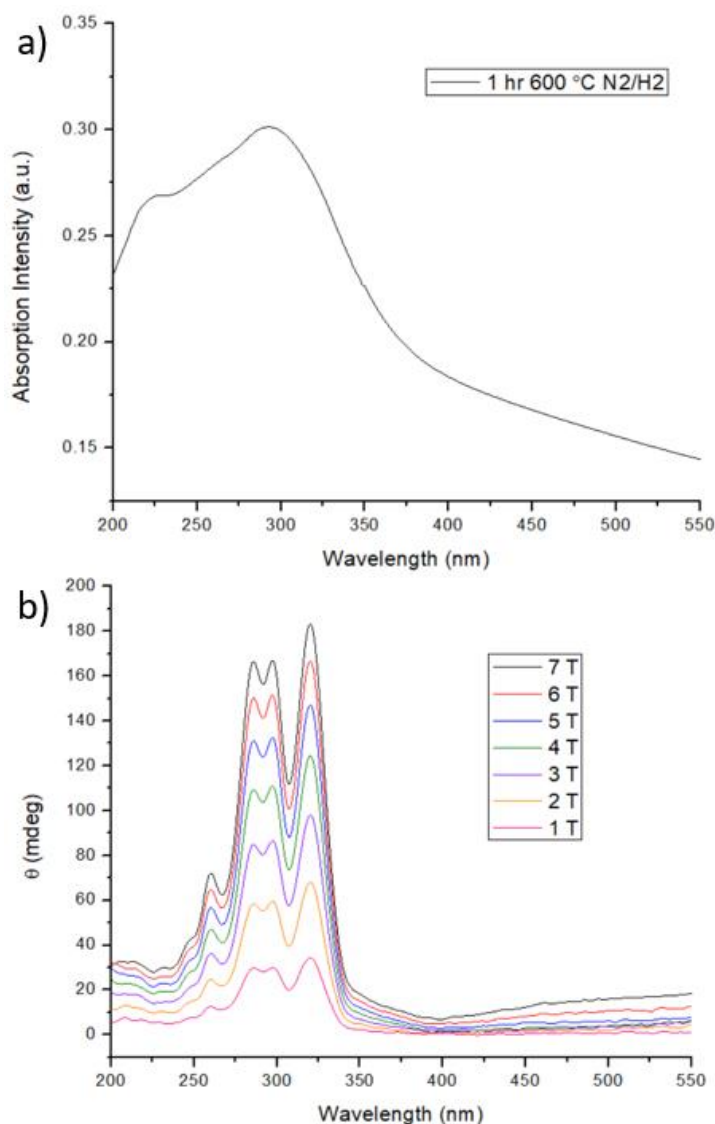 a)
1 hr 600 °C N2/H2
0.30
0.25
0.20
0.15
Absorption Intensity (a.u.)
200 250 300 350 400 450 500 550
Wavelength (nm)
b)
200
180
160
140
120
100
80
60
40
20
0
θ (mdeg)
7 T
6 T
5 T
4 T
3 T
2 T
1 T
200 250 300 350 400 450 500 550
Wavelength (nm)